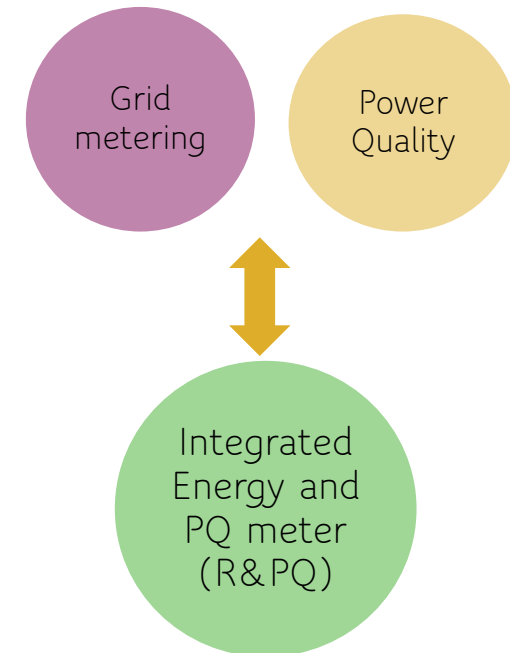 Grid
metering
Power
Quality
Integrated
Energy and
PQ meter
(R&PQ)